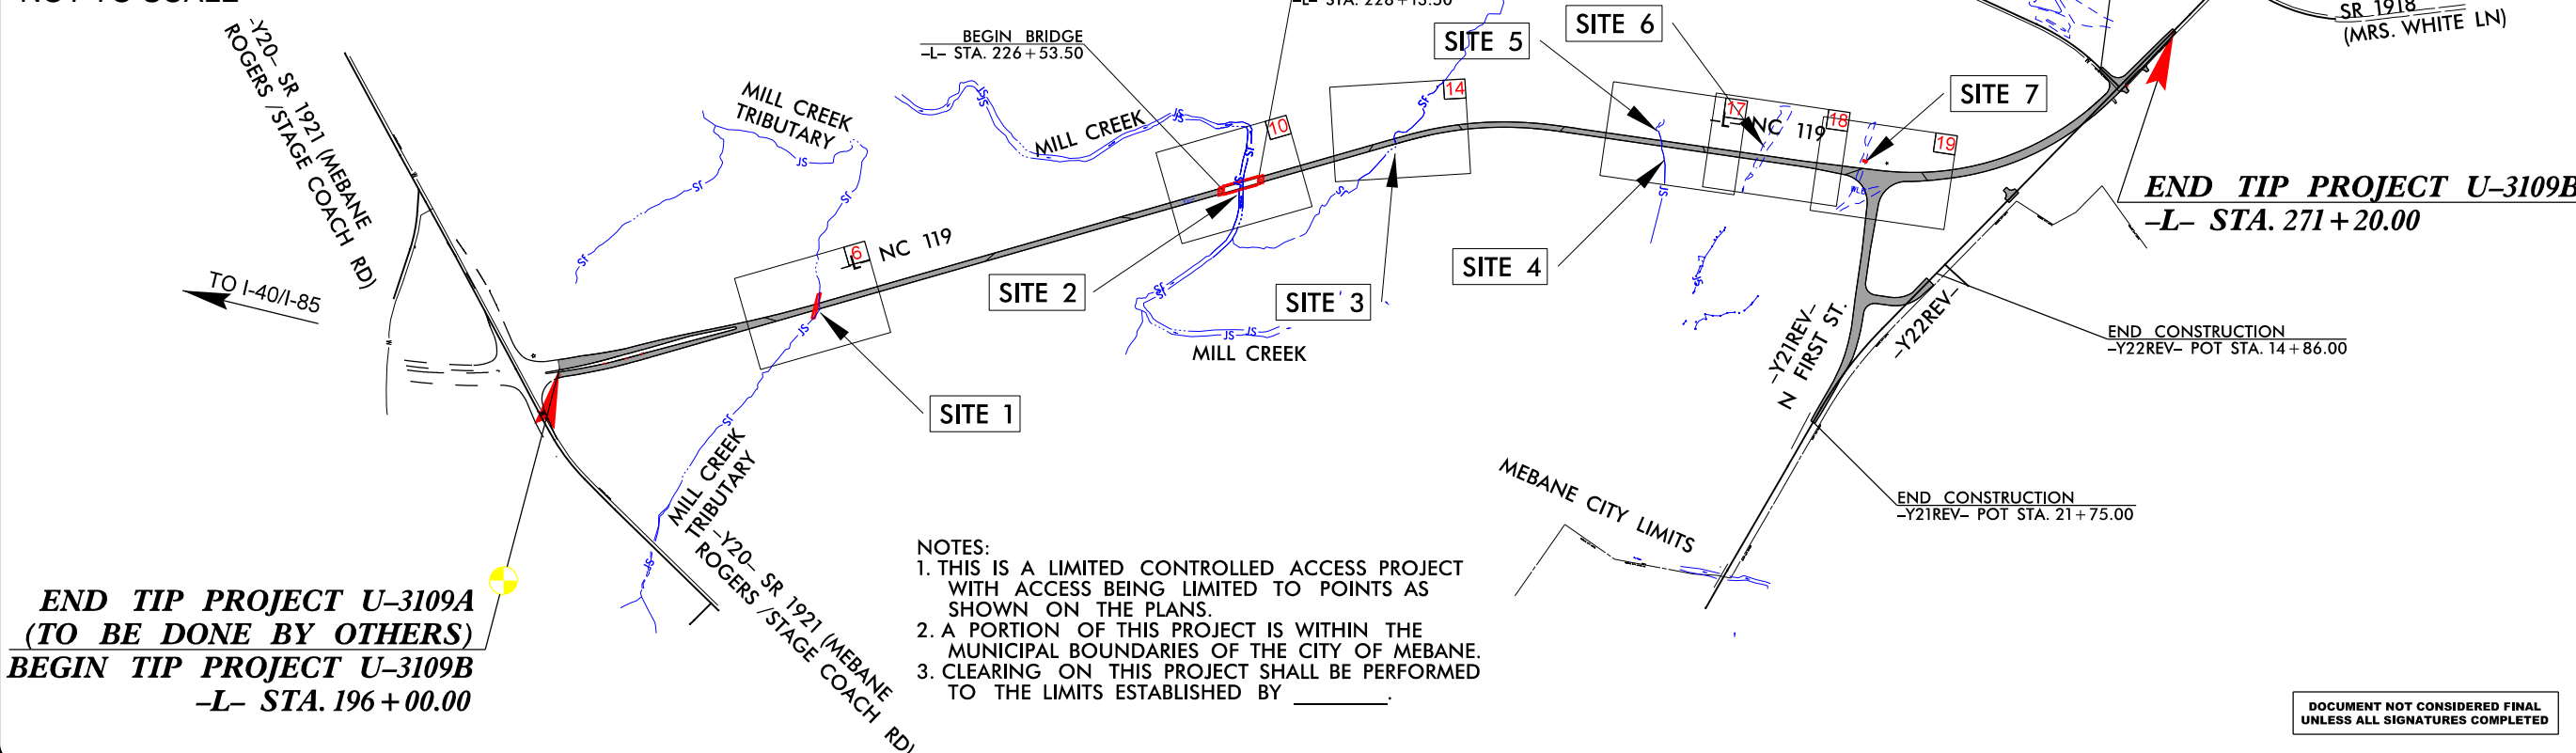 SR 1918
(MRS. WHITE LN)
BEGIN BRIDGE
-L- STA. 226+53.50
SITE 5
SITE 6
SITE 7
-Y20- SR 1921 (MEBANE
ROGERS /STAGE COACH RD)
MILL CREEK
TRIBUTARY
MILL CREEK
10
14
17
-L- NC 119
18
19
END TIP PROJECT U-3109B
-L- STA. 271+20.00
6
-L- NC 119
TO I-40/I-85
SITE 2
SITE 3
SITE 4
MILL CREEK
-Y21REV-
N FIRST ST.
-Y22REV-
END CONSTRUCTION
-Y22REV- POT STA. 14+86.00
SITE 1
MILL CREEK
TRIBUTARY
MEBANE CITY LIMITS
END CONSTRUCTION
-Y21REV- POT STA. 21+75.00
-Y20- SR 1921 (MEBANE
ROGERS /STAGE COACH RD)
NOTES:
1. THIS IS A LIMITED CONTROLLED ACCESS PROJECT
WITH ACCESS BEING LIMITED TO POINTS AS
SHOWN ON THE PLANS.
2. A PORTION OF THIS PROJECT IS WITHIN THE
MUNICIPAL BOUNDARIES OF THE CITY OF MEBANE.
3. CLEARING ON THIS PROJECT SHALL BE PERFORMED
TO THE LIMITS ESTABLISHED BY ________.
END TIP PROJECT U-3109A
(TO BE DONE BY OTHERS)
BEGIN TIP PROJECT U-3109B
-L- STA. 196+00.00
DOCUMENT NOT CONSIDERED FINAL
UNLESS ALL SIGNATURES COMPLETED